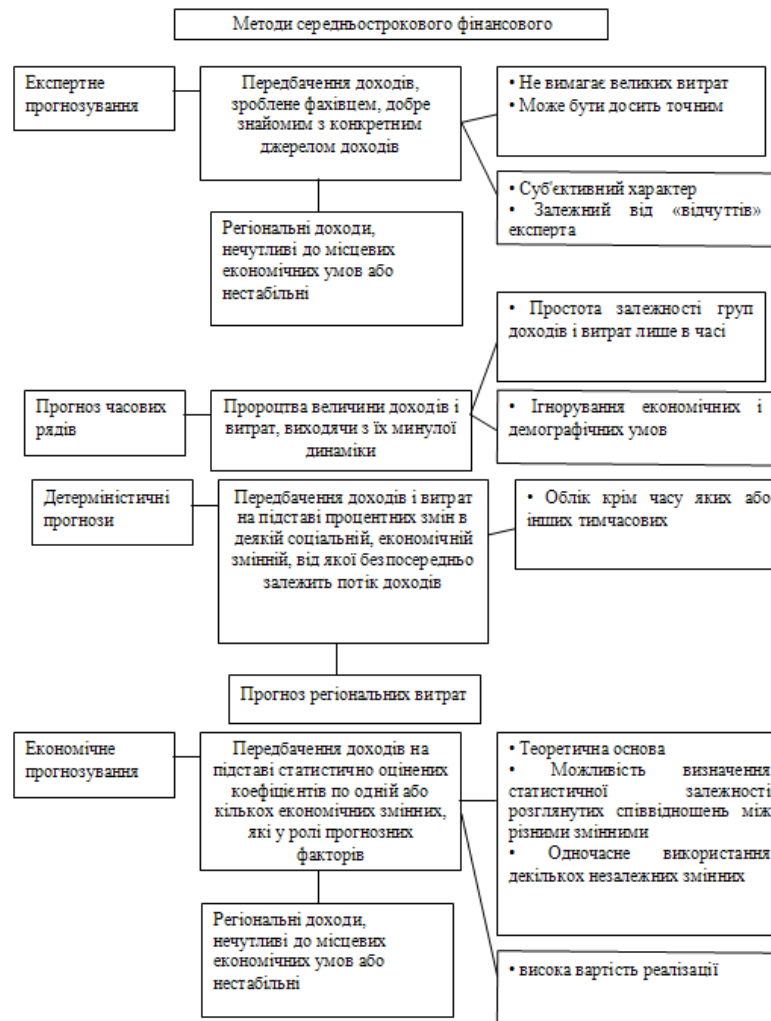 Методи середньострокового фінансового
Експертне
прогнозування
Передбачення доходів,
зроблене фахівцем, добре
знайомим з конкретним
джерелом доходів
• Не вимагає великих витрат
• Може бути досить точним
• Суб'єктивний характер
• Залежний від «відчуттів»
експерта
Регіональні доходи,
нечутливі до місцевих
економічних умов або
нестабільні
• Простота залежності груп
доходів і витрат лише в часі
Прогноз часових
рядів
Пророцтва величини доходів і
витрат, виходячи з їх минулої
динаміки
• Ігнорування економічних і
демографічних умов
Детерміністичні
прогнози
Передбачення доходів і витрат
на підставі процентних змін в
деякій соціальній, економічній
змінній, від якої безпосередньо
залежить потік доходів
• Облік крім часу яких або
інших тимчасових
Прогноз регіональних витрат
Економічне
прогнозування
Передбачення доходів на
підставі статистично оцінених
коефіцієнтів по одній або
кількох економічних змінних,
які у ролі прогнозних
факторів
• Теоретична основа
• Можливість визначення
статистичної залежності
розглянутих співвідношень між
різними змінними
• Одночасне використання
декількох незалежних змінних
Регіональні доходи,
нечутливі до місцевих
економічних умов або
нестабільні
• висока вартість реалізації